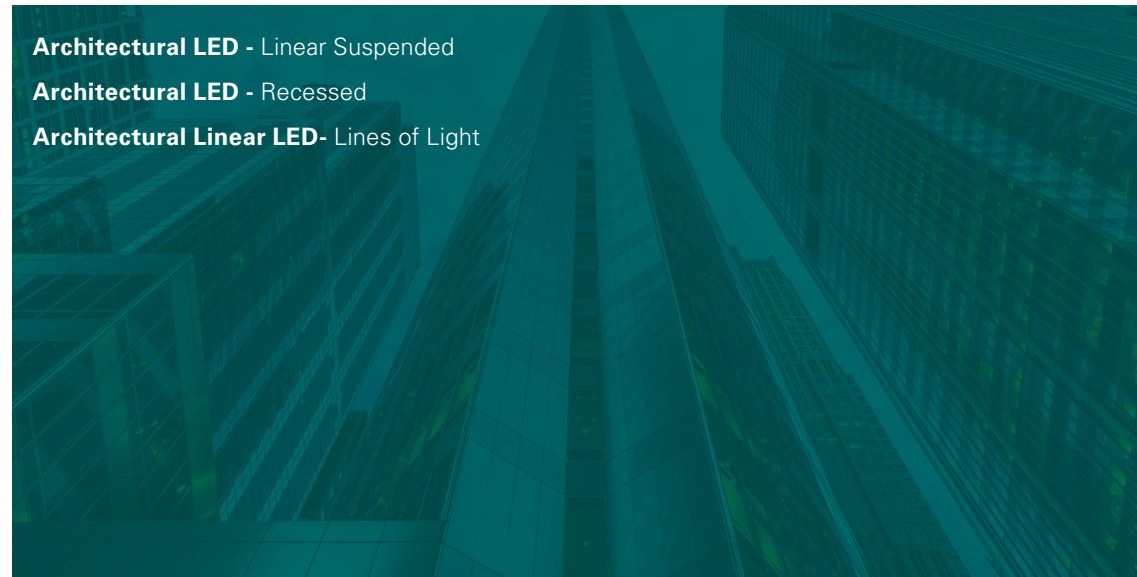 Architectural LED - Linear Suspended
Architectural LED - Recessed
Architectural Linear LED- Lines of Light